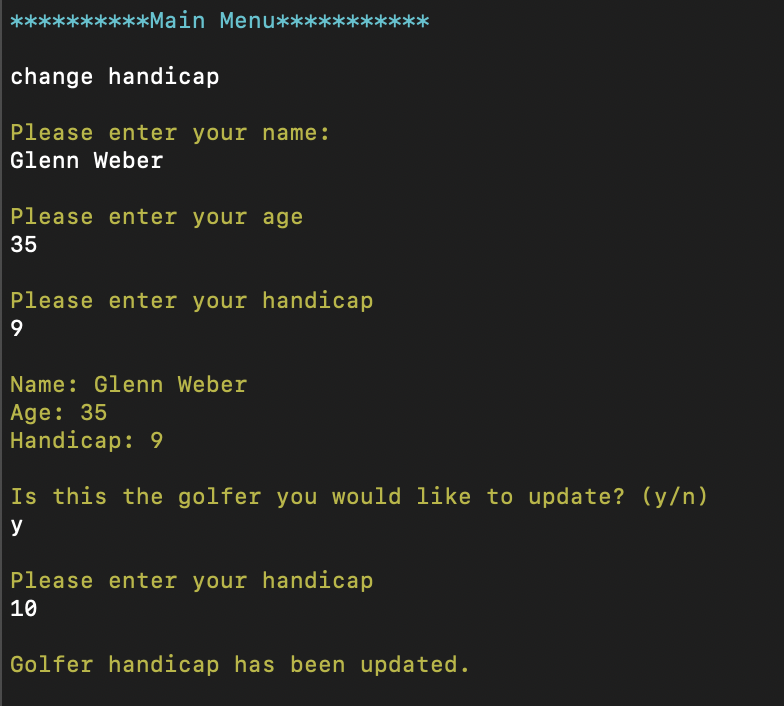 **********Main Menu***********
change handicap
Please enter your name:
Glenn Weber
Please enter your age
35
Please enter your handicap
9
Name: Glenn Weber
Age: 35
Handicap: 9
Is this the golfer you would like to update? (y/n)
y
Please enter your handicap
10
Golfer handicap has been updated.